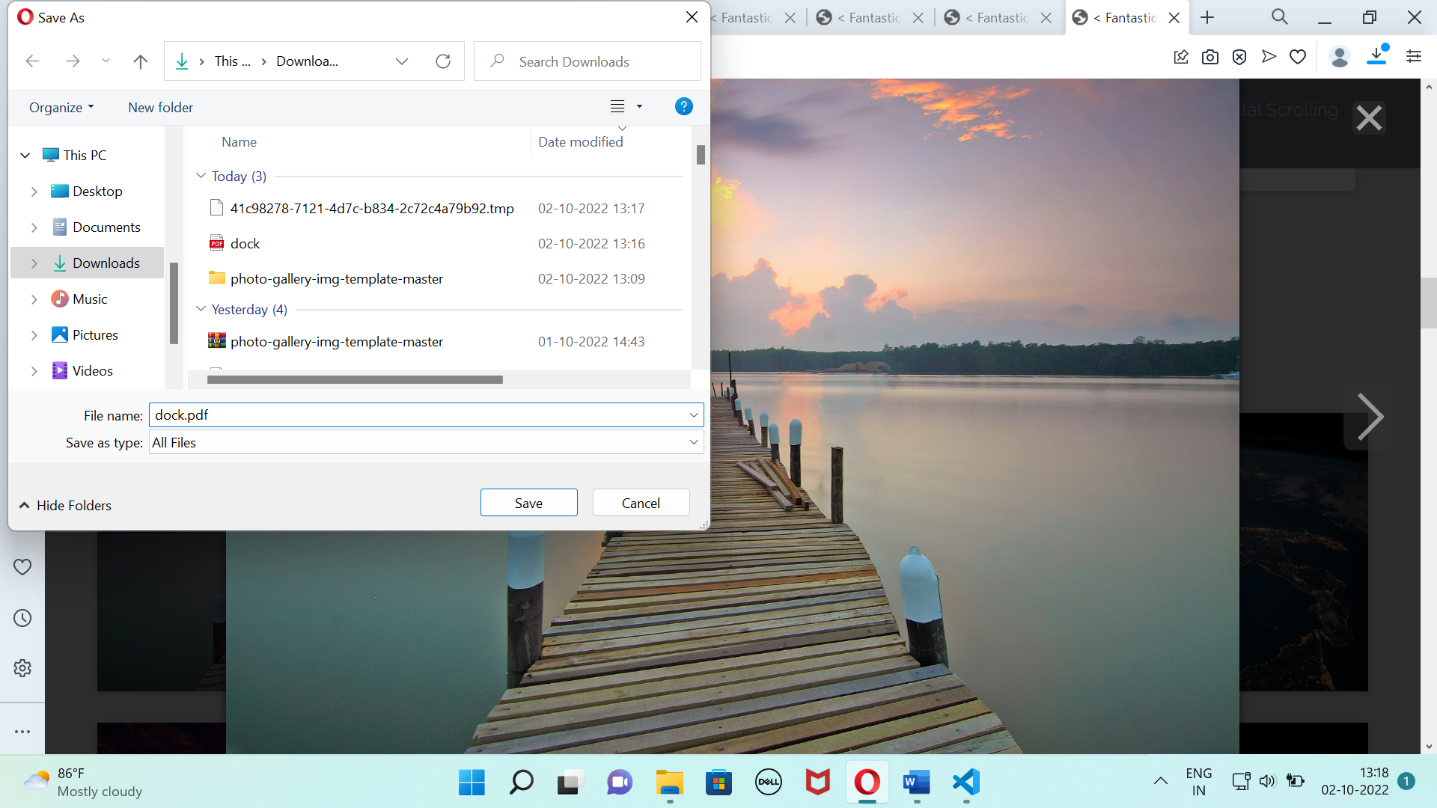 Save As
< Fantastic
< Fantastic
< Fantastic
< Fantastic
This ...
Downloa...
Search Downloads
Organize
New folder
?
Name
Date modified
This PC
Desktop
Documents
Downloads
Music
Pictures
Videos
Today (3)
41c98278-7121-4d7c-b834-2c72c4a79b92.tmp 02-10-2022 13:17
PDF dock 02-10-2022 13:16
photo-gallery-img-template-master 02-10-2022 13:09
Yesterday (4)
photo-gallery-img-template-master 01-10-2022 14:43
File name: dock.pdf
Save as type: All Files
Hide Folders
Save
Cancel
tal Scrolling
86°F
Mostly cloudy
DELL
W
ENG
IN
13:18
02-10-2022
1